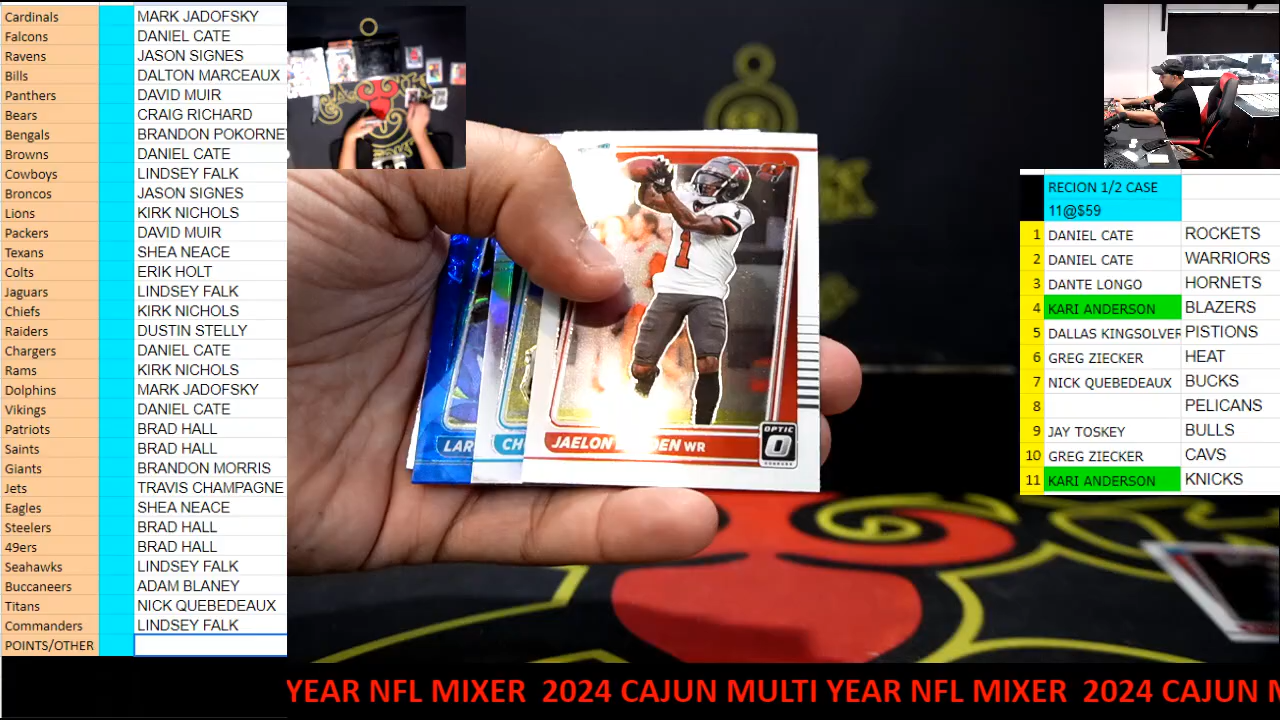 Cardinals MARK JADOFSKY
Falcons DANIEL CATE
Ravens JASON SIGNES
Bills DALTON MARCEAUX
Panthers DAVID MUIR
Bears CRAIG RICHARD
Bengals BRANDON POKORNE
Browns DANIEL CATE
Cowboys LINDSEY FALK
Broncos JASON SIGNES
Lions KIRK NICHOLS
Packers DAVID MUIR
Texans SHEA NEACE
Colts ERIK HOLT
Jaguars LINDSEY FALK
Chiefs KIRK NICHOLS
Raiders DUSTIN STELLY
Chargers DANIEL CATE
Rams KIRK NICHOLS
Dolphins MARK JADOFSKY
Vikings DANIEL CATE
Patriots BRAD HALL
Saints BRAD HALL
Giants BRANDON MORRIS
Jets TRAVIS CHAMPAGNE
Eagles SHEA NEACE
Steelers BRAD HALL
49ers BRAD HALL
Seahawks LINDSEY FALK
Buccaneers ADAM BLANEY
Titans NICK QUEBEDEAUX
Commanders LINDSEY FALK
POINTS/OTHER
1
LAR
CH
JAELON DEN WR
OPTIC
RECION 1/2 CASE
11@$59
1 DANIEL CATE ROCKETS
2 DANIEL CATE WARRIORS
3 DANTE LONGO HORNETS
4 KARI ANDERSON BLAZERS
5 DALLAS KINGSOLVER PISTIONS
6 GREG ZIECKER HEAT
7 NICK QUEBEDEAUX BUCKS
8 PELICANS
9 JAY TOSKEY BULLS
10 GREG ZIECKER CAVS
11 KARI ANDERSON KNICKS
YEAR NFL MIXER 2024 CAJUN MULTI YEAR NFL MIXER 2024 CAJUN M